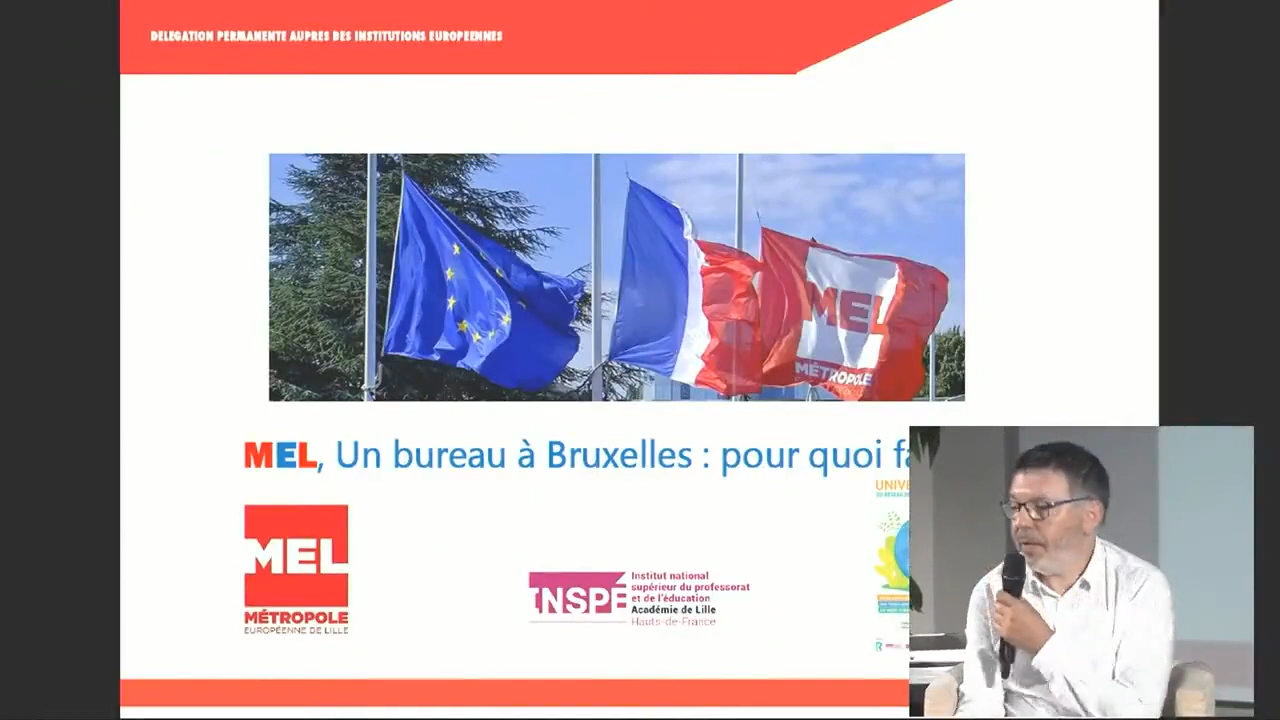 DELEGATION PERMANENTE AUPRES DES INSTITUTIONS EUROPEENNES
MEL
MÉTROPOLE
MEL, Un bureau à Bruxelles : pour quoi
MEL
MÉTROPOLE
EUROPÉENNE DE LILLE
INSPÉ
Institut national
supérieur du professorat
et de l'éducation
Académie de Lille
Hauts-de-France